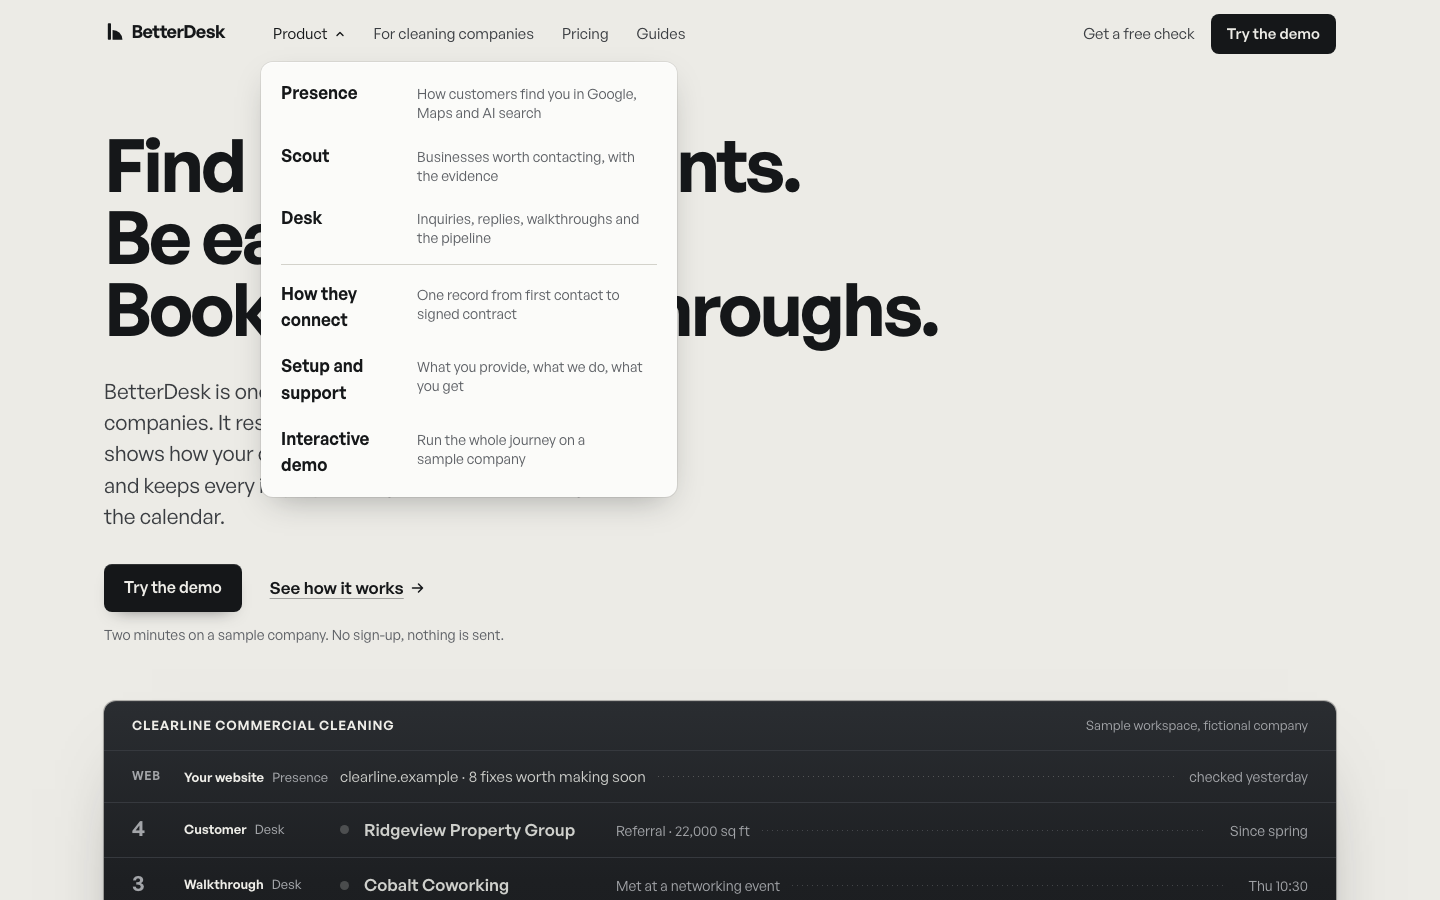 BetterDesk
Product
For cleaning companies
Pricing
Guides
Get a free check
Try the demo
Presence
How customers find you in Google,
Maps and AI search
Scout
Businesses worth contacting, with
the evidence
Desk
Inquiries, replies, walkthroughs and
the pipeline
How they
connect
One record from first contact to
signed contract
Setup and
support
What you provide, what we do, what
you get
Interactive
demo
Run the whole journey on a
sample company
Find
Be
Book
BetterDesk is
companies. It
shows how your
and keeps every
the calendar.
Try the demo
See how it works →
Two minutes on a sample company. No sign-up, nothing is sent.
CLEARLINE COMMERCIAL CLEANING
Sample workspace, fictional company
WEB Your website Presence clearline.example · 8 fixes worth making soon checked yesterday
4 Customer Desk Ridgeview Property Group Referral · 22,000 sq ft Since spring
3 Walkthrough Desk Cobalt Coworking Met at a networking event Thu 10:30